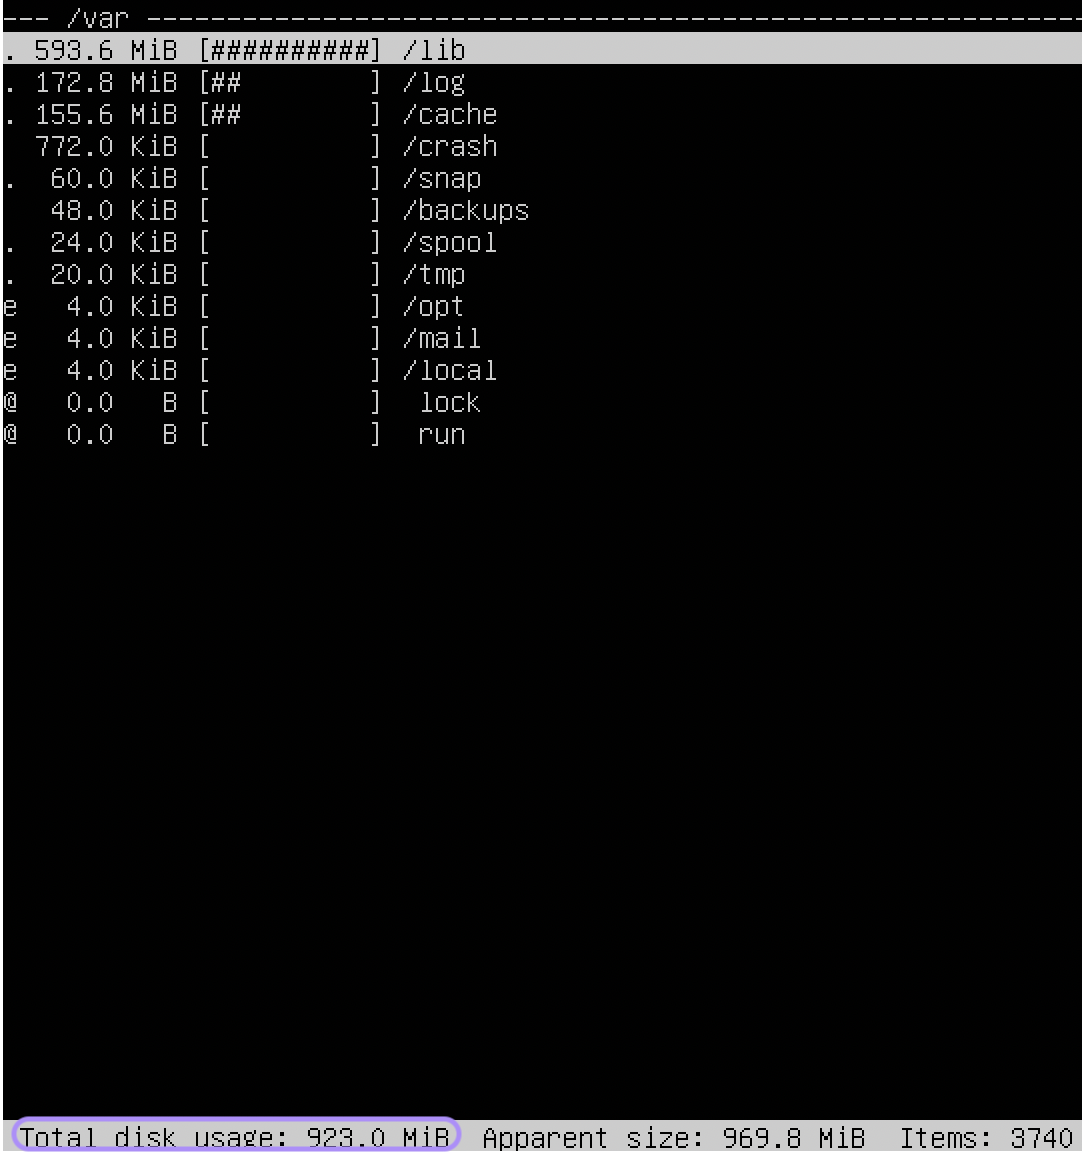 --- /var -----------------------------------------------------------
. 593.6 MiB [##########] /lib
. 172.8 MiB [##        ] /log
. 155.6 MiB [##        ] /cache
  772.0 KiB [          ] /crash
.  60.0 KiB [          ] /snap
   48.0 KiB [          ] /backups
.  24.0 KiB [          ] /spool
.  20.0 KiB [          ] /tmp
e   4.0 KiB [          ] /opt
e   4.0 KiB [          ] /mail
e   4.0 KiB [          ] /local
@   0.0   B [          ]  lock
@   0.0   B [          ]  run
Total disk usage: 923.0 MiB  Apparent size: 969.8 MiB  Items: 3740